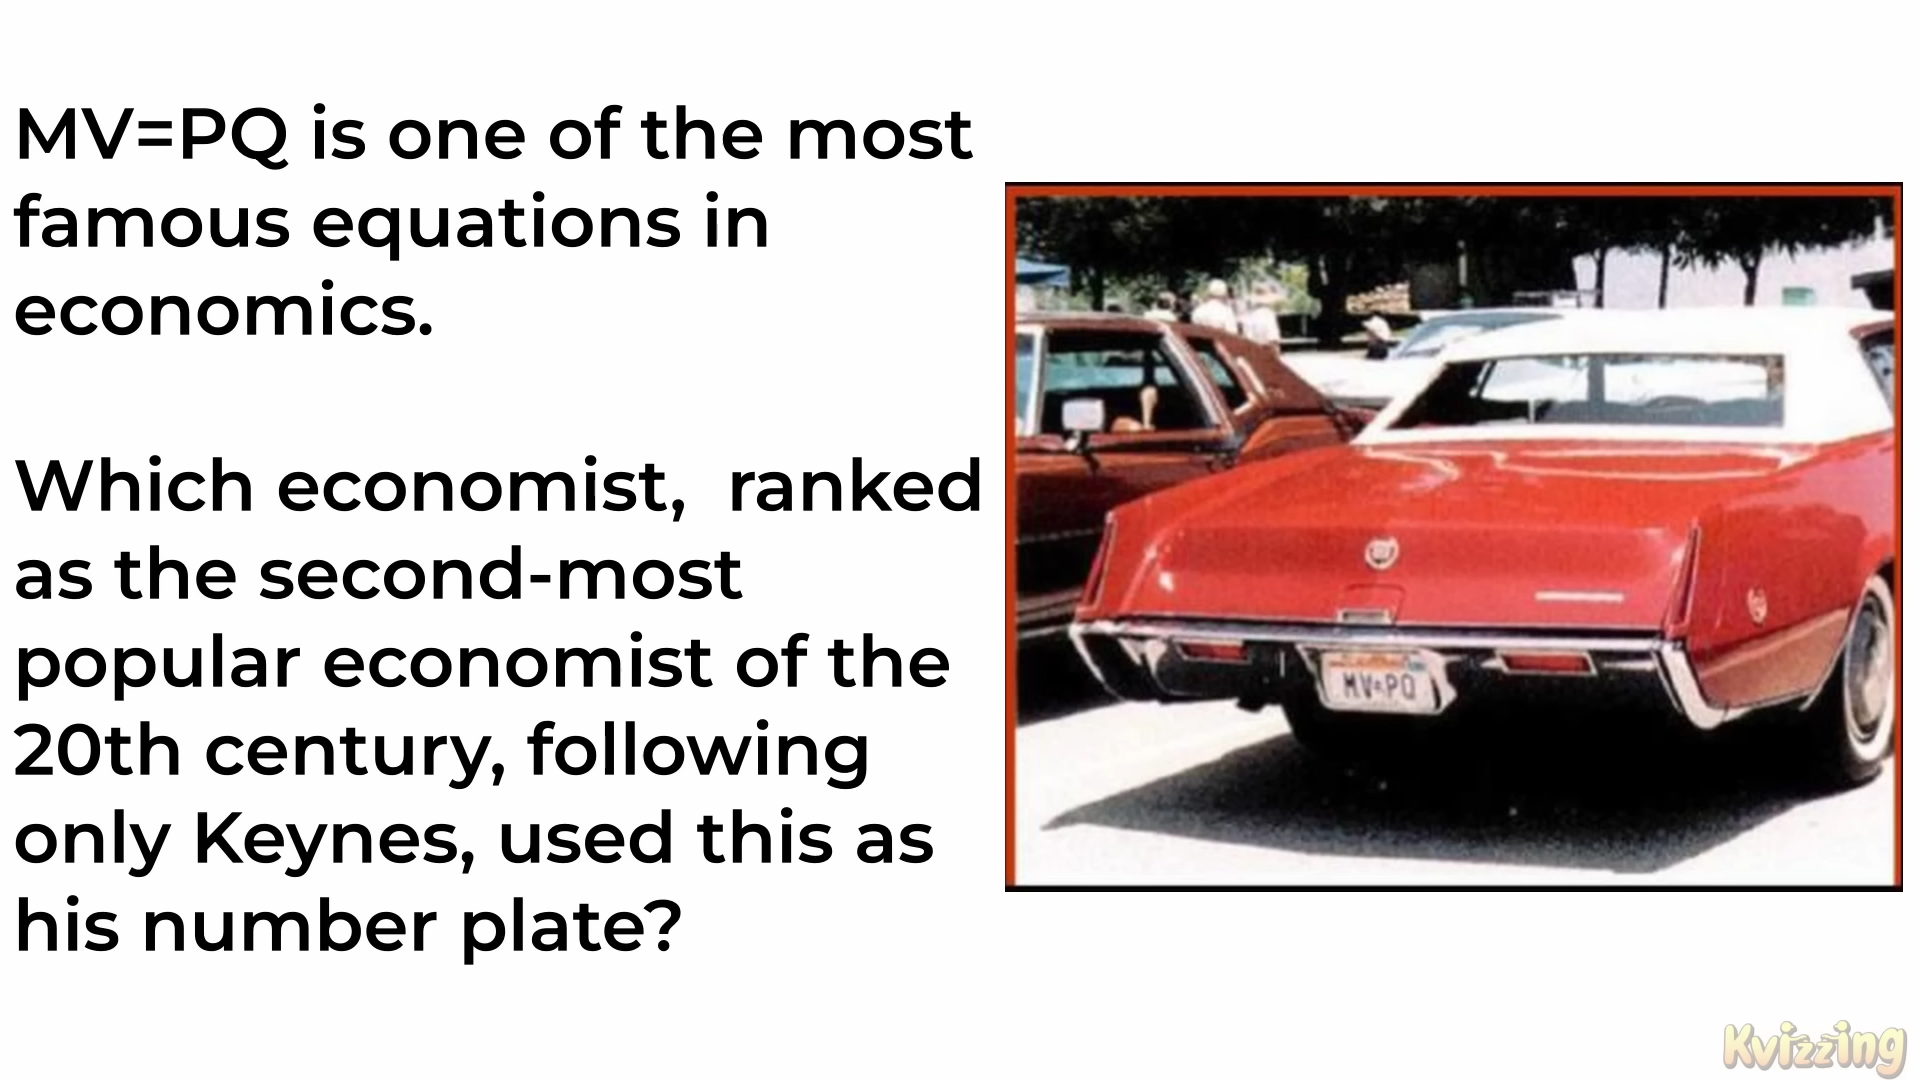 MV=PQ is one of the most
famous equations in
economics.
Which economist,  ranked
as the second-most
popular economist of the
20th century, following
only Keynes, used this as
his number plate?
MV=PQ
Kvizzing